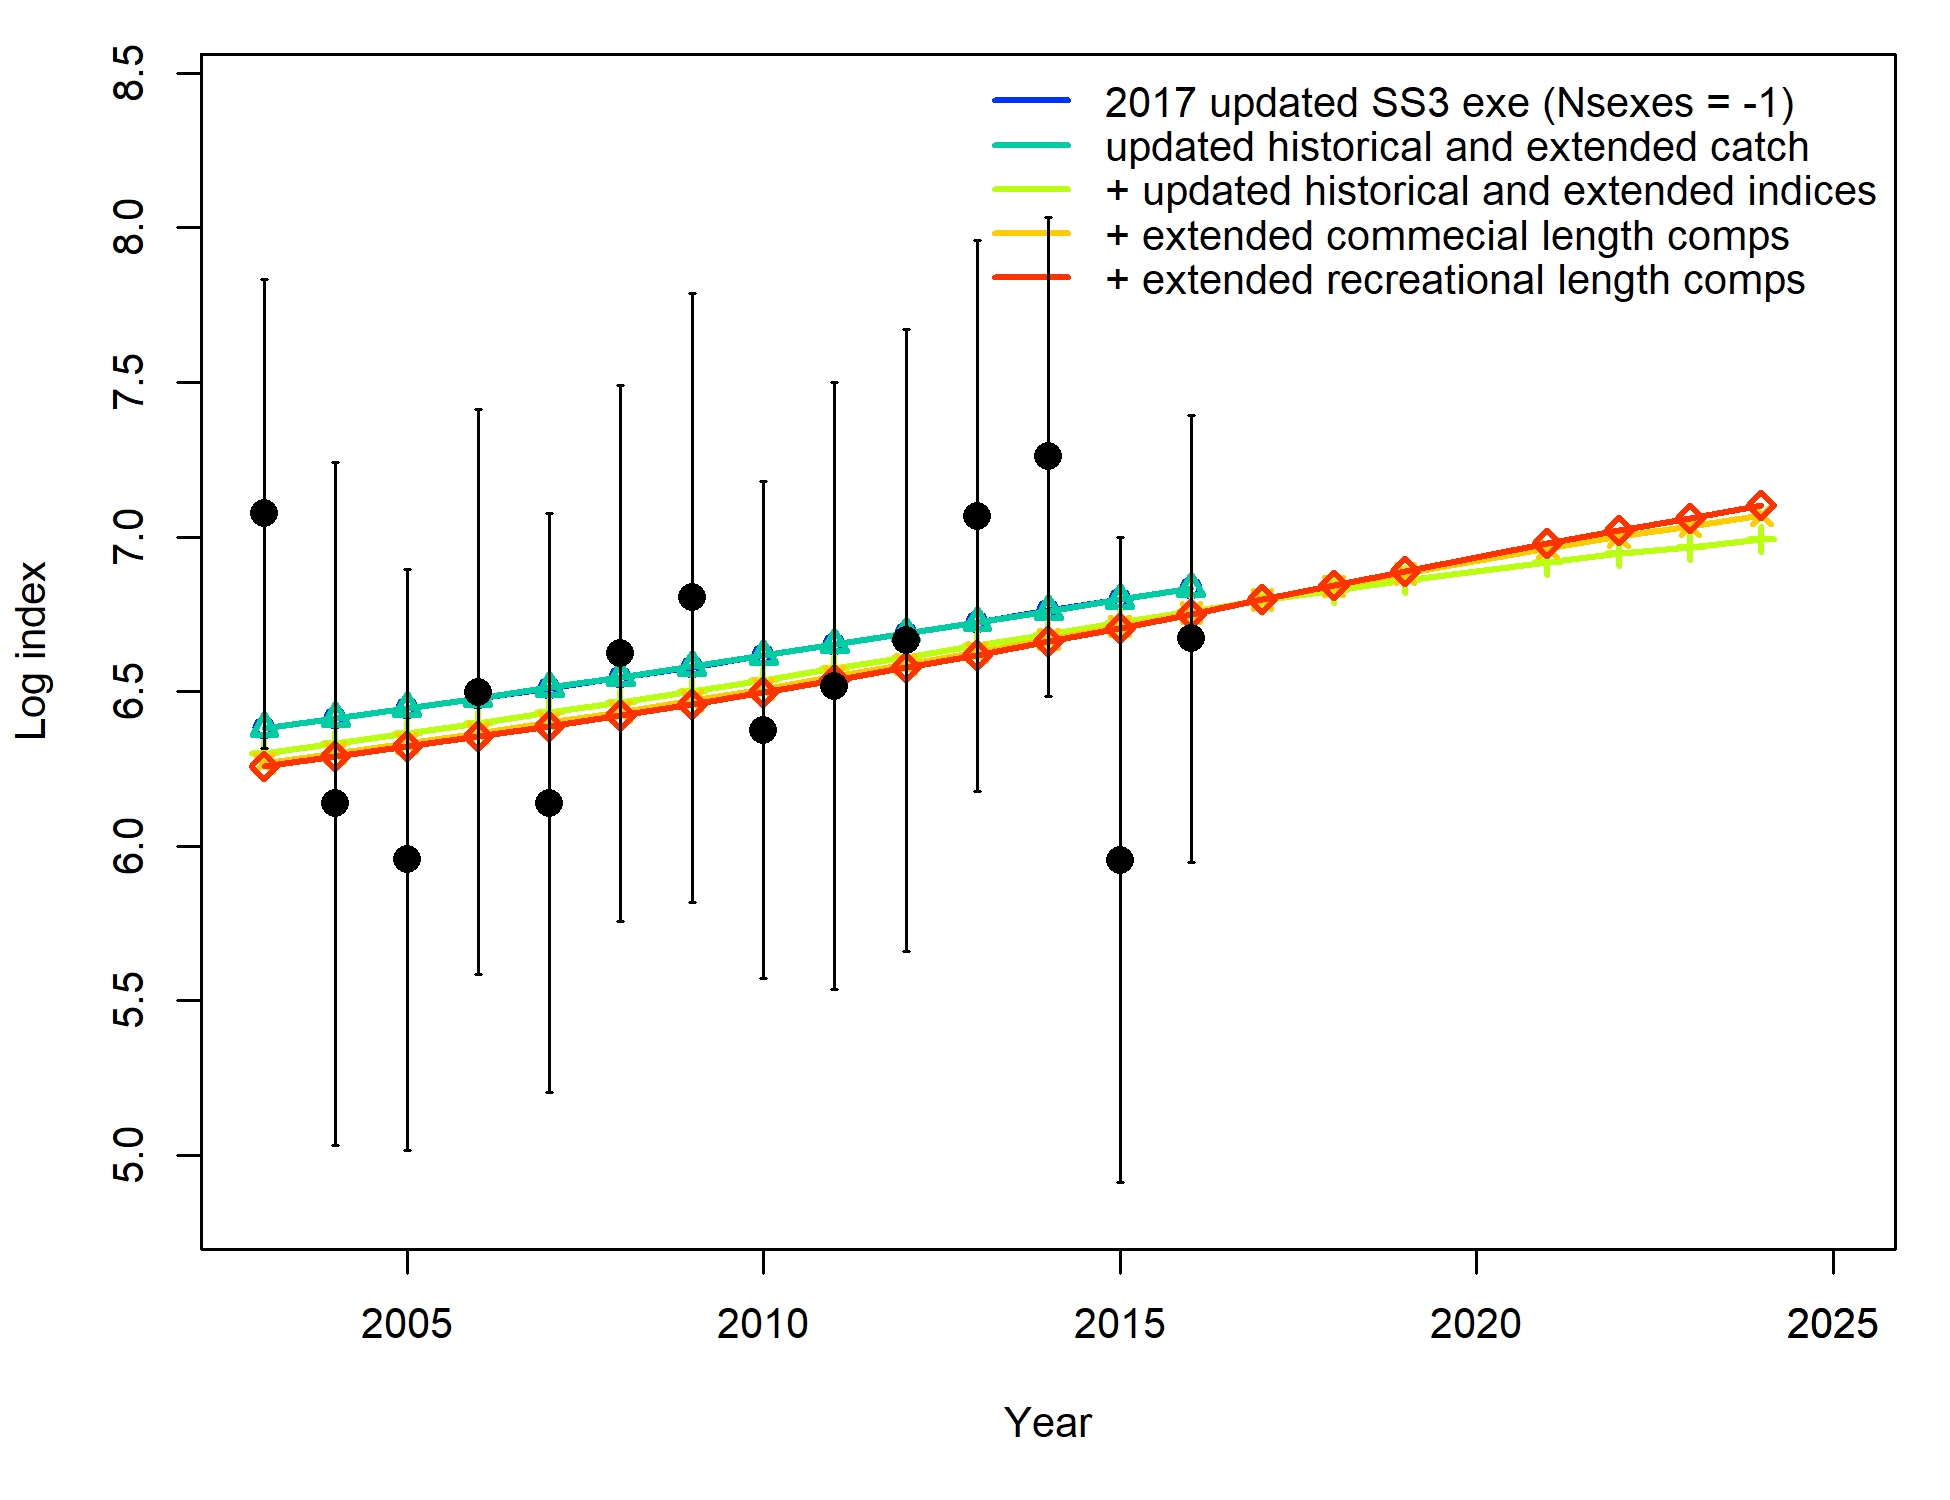 2017 updated SS3 exe (Nsexes = -1)
updated historical and extended catch
+ updated historical and extended indices
+ extended commecial length comps
+ extended recreational length comps
8.5
8.0
7.5
7.0
6.5
6.0
5.5
5.0
Log index
2005 2010 2015 2020 2025
Year